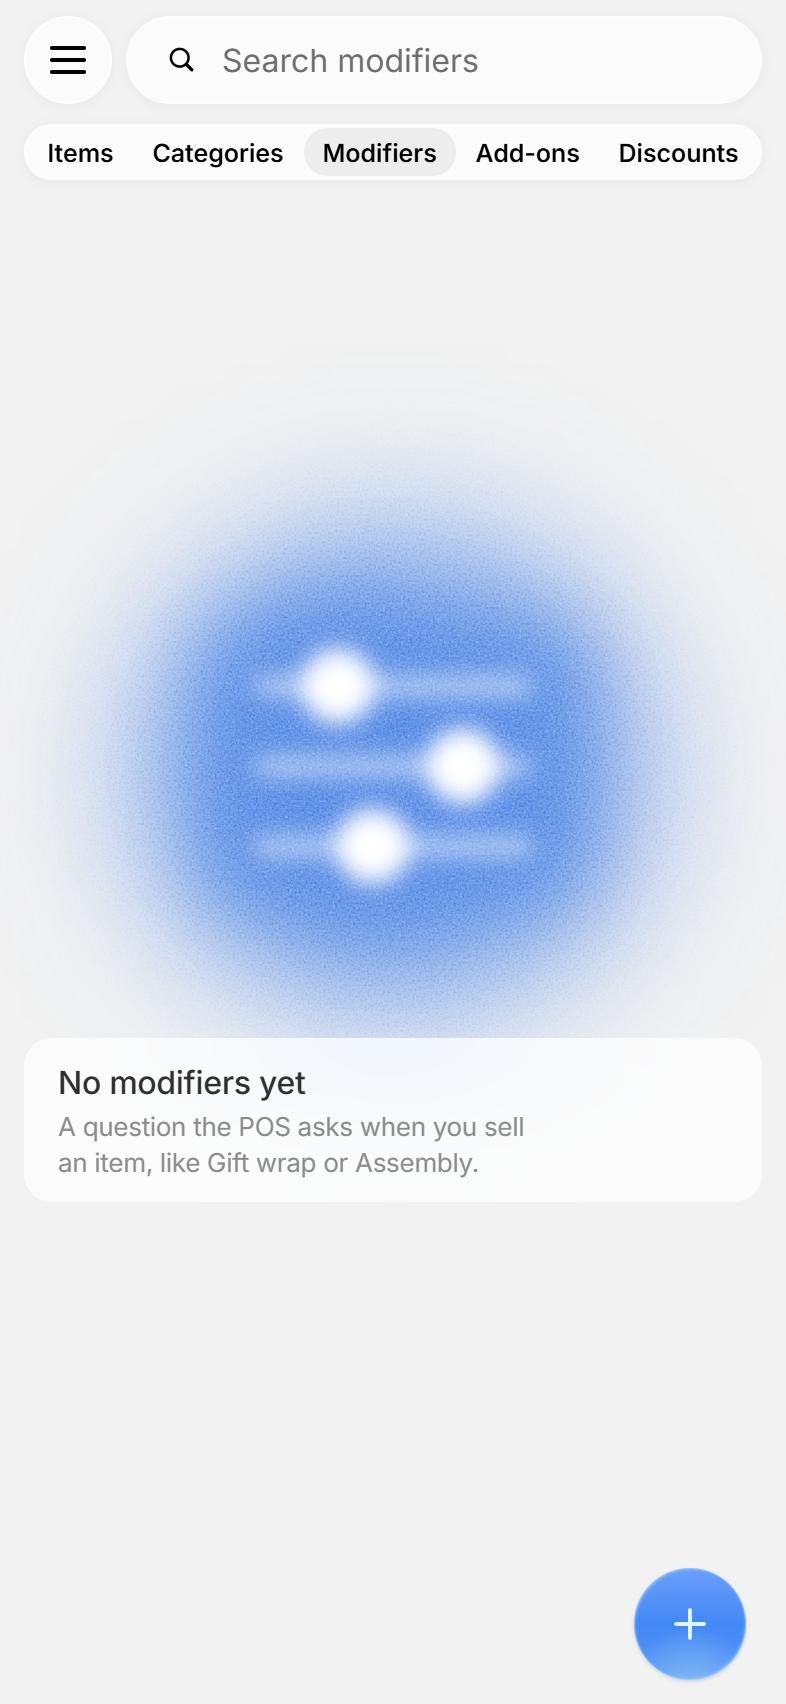 Search modifiers
Items Categories Modifiers Add-ons Discounts
No modifiers yet
A question the POS asks when you sell
an item, like Gift wrap or Assembly.